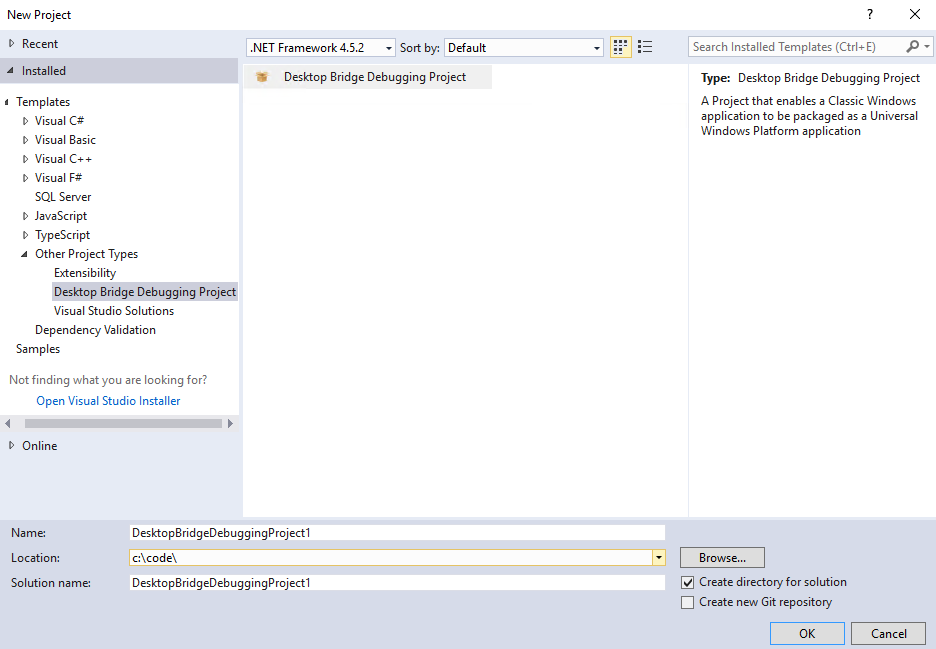 New Project
?
Recent
.NET Framework 4.5.2
Sort by:
Default
Search Installed Templates (Ctrl+E)
Installed
Templates
Visual C#
Visual Basic
Visual C++
Visual F#
SQL Server
JavaScript
TypeScript
Other Project Types
Extensibility
Desktop Bridge Debugging Project
Visual Studio Solutions
Dependency Validation
Samples
Not finding what you are looking for?
Open Visual Studio Installer
Online
Desktop Bridge Debugging Project
Type: Desktop Bridge Debugging Project
A Project that enables a Classic Windows
application to be packaged as a Universal
Windows Platform application
Name:
DesktopBridgeDebuggingProject1
Location:
c:\code\
Browse...
Solution name:
DesktopBridgeDebuggingProject1
Create directory for solution
Create new Git repository
OK
Cancel